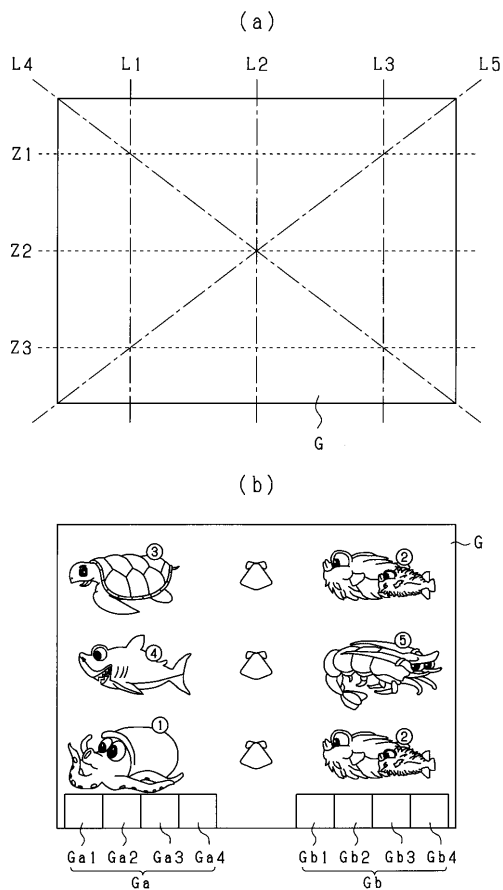 (a)
L4 L1 L2 L3 L5
Z1
Z2
Z3
G
(b)
G
③ ②
④ ⑤
① ②
Ga1 Ga2 Ga3 Ga4 Gb1 Gb2 Gb3 Gb4
Ga Gb